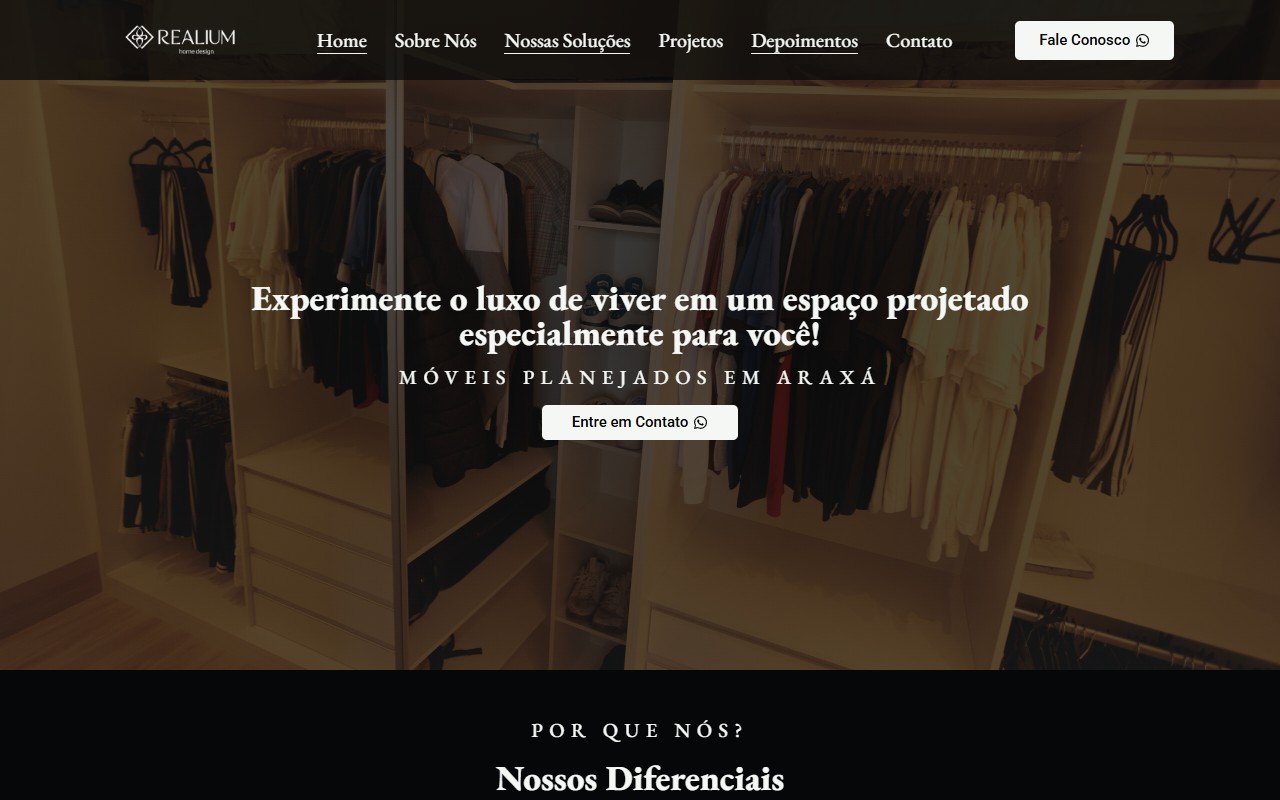 REALIUM
home design
Home
Sobre Nós
Nossas Soluções
Projetos
Depoimentos
Contato
Fale Conosco
Experimente o luxo de viver em um espaço projetado
especialmente para você!
MÓVEIS PLANEJADOS EM ARAXÁ
Entre em Contato
POR QUE NÓS?
Nossos Diferenciais